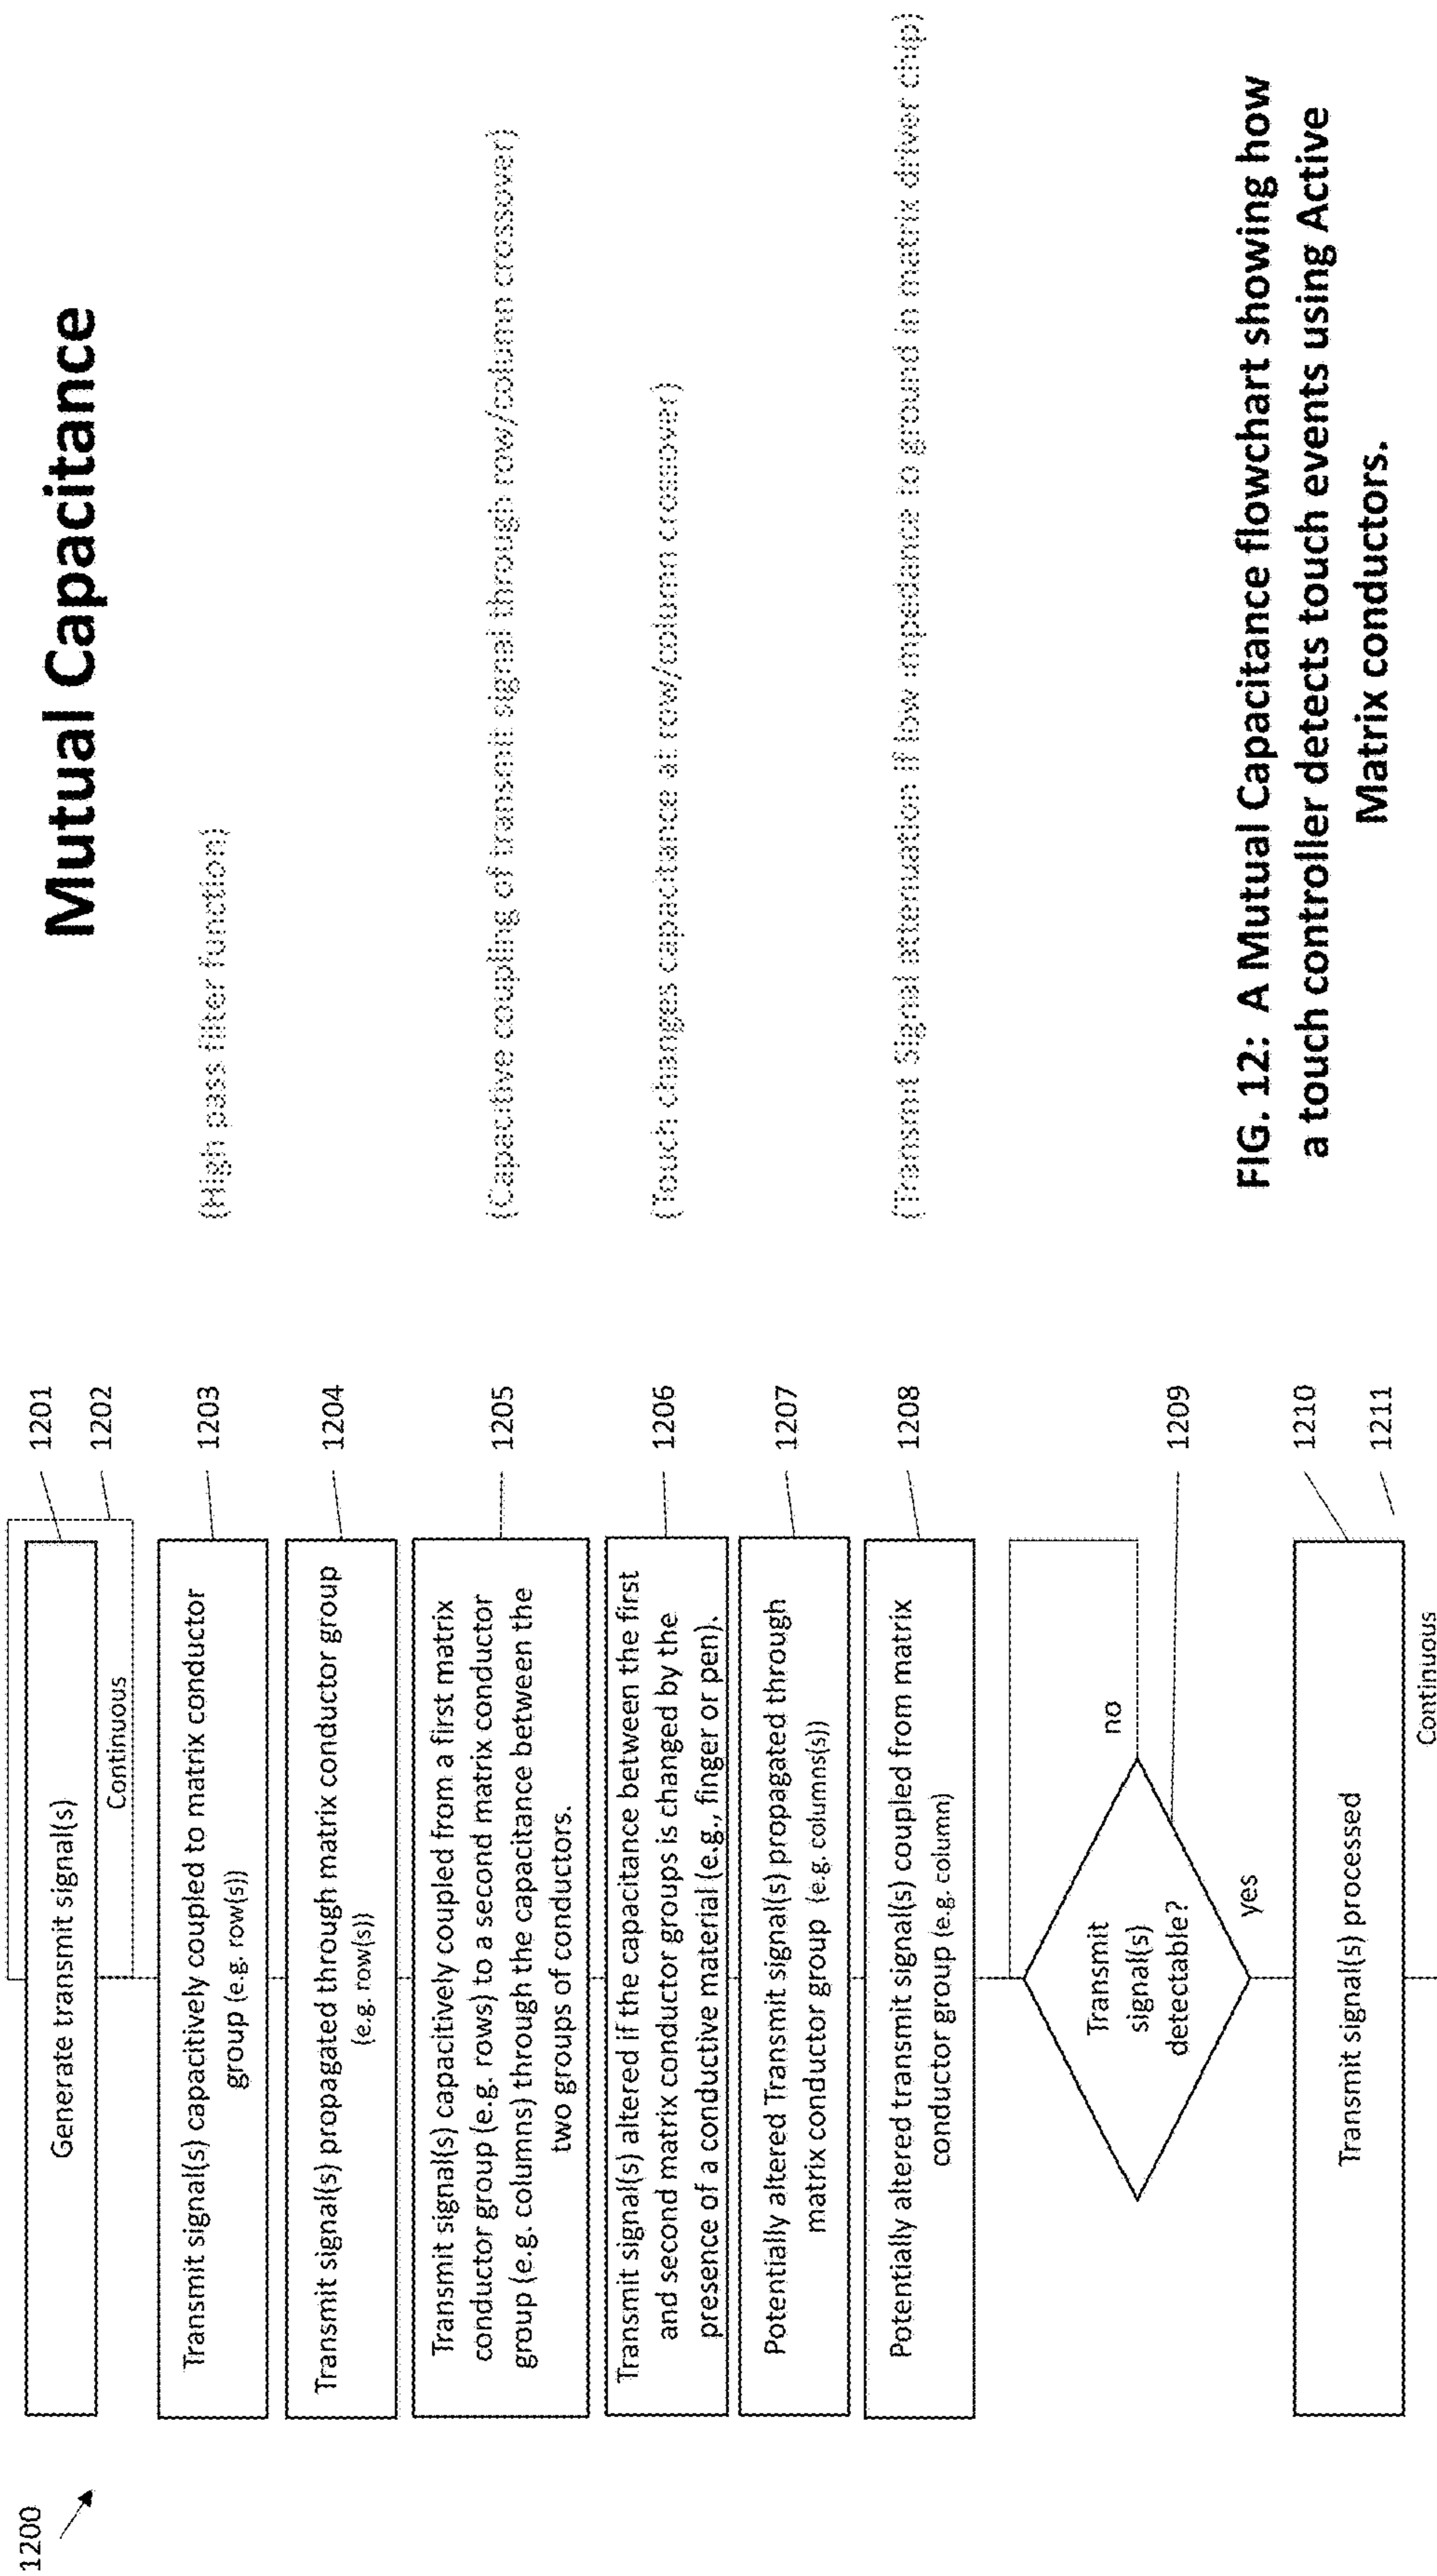 1200
Mutual Capacitance
Generate transmit signal(s)
1201
Continuous
1202
Transmit signal(s) capacitively coupled to matrix conductor
group (e.g. row(s))
1203
(High pass filter function)
Transmit signal(s) propagated through matrix conductor group
(e.g. row(s))
1204
Transmit signal(s) capacitively coupled from a first matrix
conductor group (e.g. rows) to a second matrix conductor
group (e.g. columns) through the capacitance between the
two groups of conductors.
1205
(Capacitive coupling of transmit signal through row/column crossover)
Transmit signal(s) altered if the capacitance between the first
and second matrix conductor groups is changed by the
presence of a conductive material (e.g., finger or pen).
1206
(Touch changes capacitance at row/column crossover)
Potentially altered Transmit signal(s) propagated through
matrix conductor group (e.g. columns(s))
1207
Potentially altered transmit signal(s) coupled from matrix
conductor group (e.g. column)
1208
(Transmit Signal attenuation if low impedance to ground in matrix driver chip)
Transmit
signal(s)
detectable?
no
1209
yes
Transmit signal(s) processed
1210
1211
Continuous
FIG. 12: A Mutual Capacitance flowchart showing how
a touch controller detects touch events using Active
Matrix conductors.